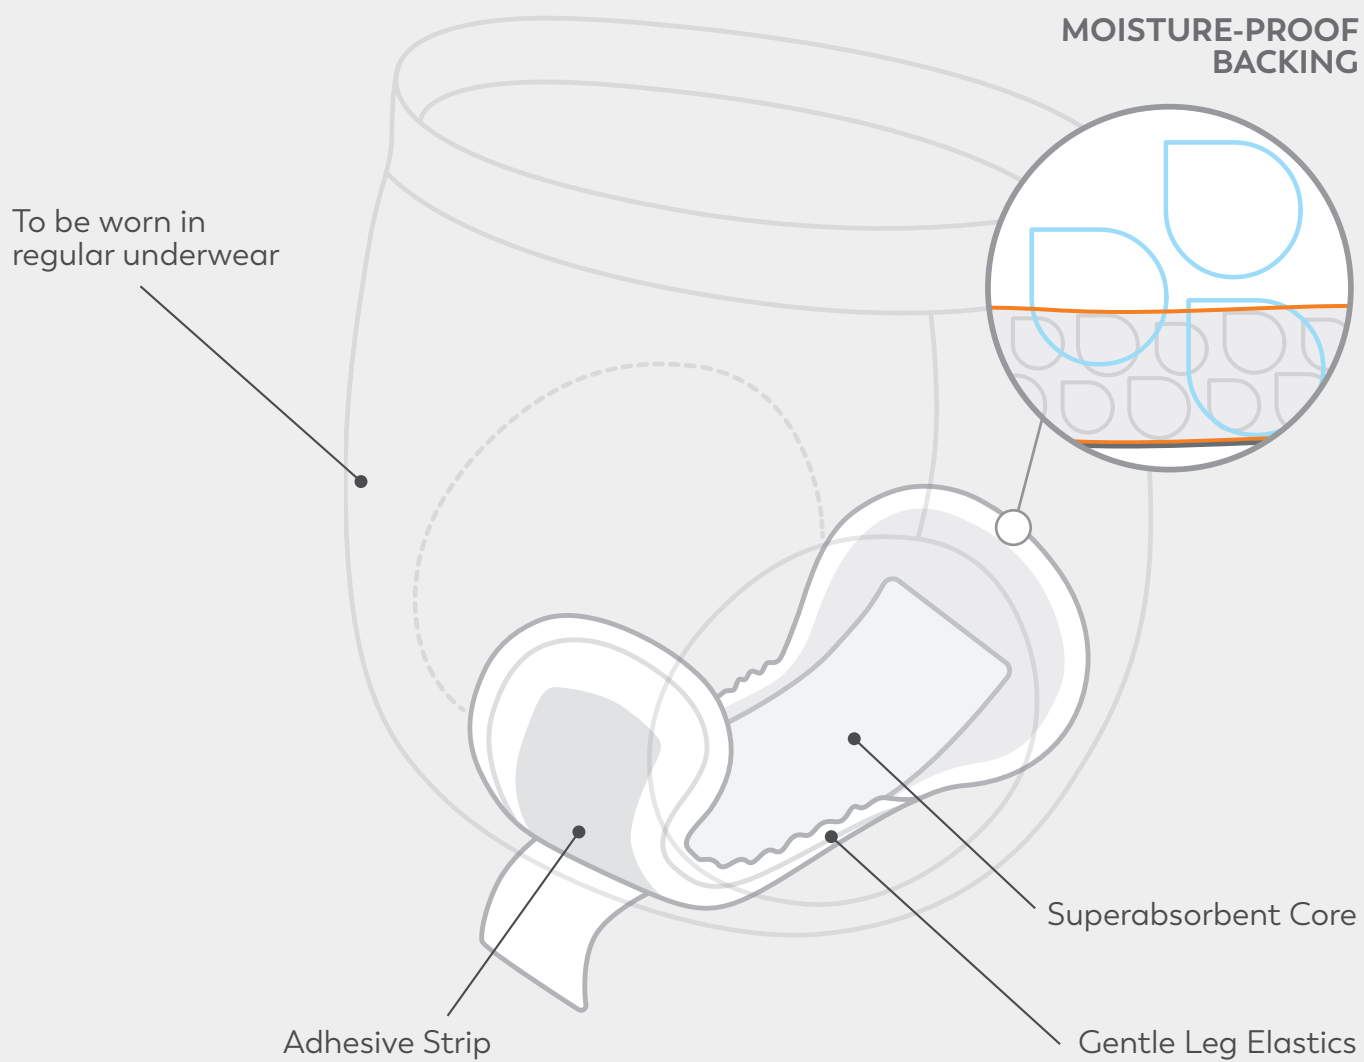 MOISTURE-PROOF
BACKING
To be worn in
regular underwear
Superabsorbent Core
Adhesive Strip
Gentle Leg Elastics